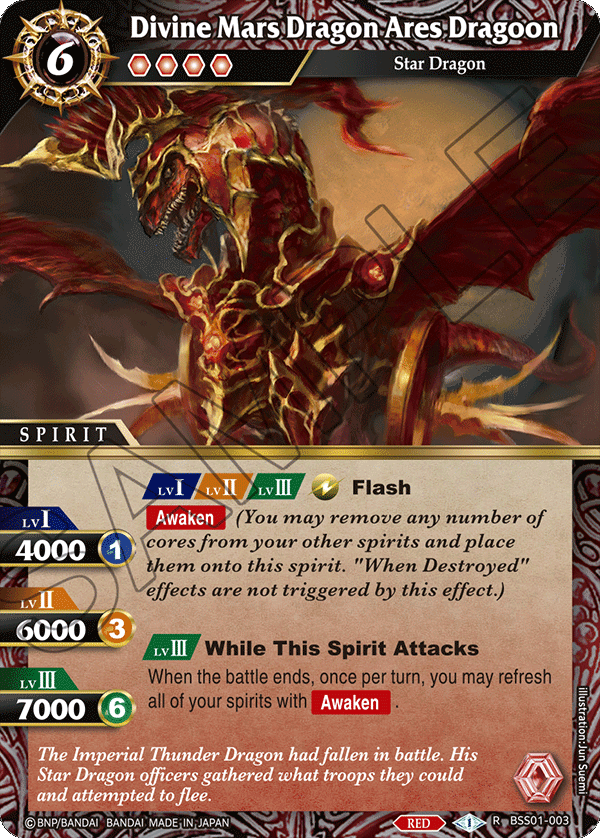 Divine Mars Dragon Ares Dragoon
6
Star Dragon
SAMPLE
SPIRIT
LV I LV II LV III Flash
Awaken (You may remove any number of
cores from your other spirits and place
them onto this spirit. "When Destroyed"
effects are not triggered by this effect.)
LV I
4000 1
LV II
6000 3
LV III
7000 6
LV III While This Spirit Attacks
When the battle ends, once per turn, you may refresh
all of your spirits with Awaken .
The Imperial Thunder Dragon had fallen in battle. His
Star Dragon officers gathered what troops they could
and attempted to flee.
illustration:Jun Suemi
©BNP/BANDAI BANDAI MADE IN JAPAN
RED 1 R BSS01-003